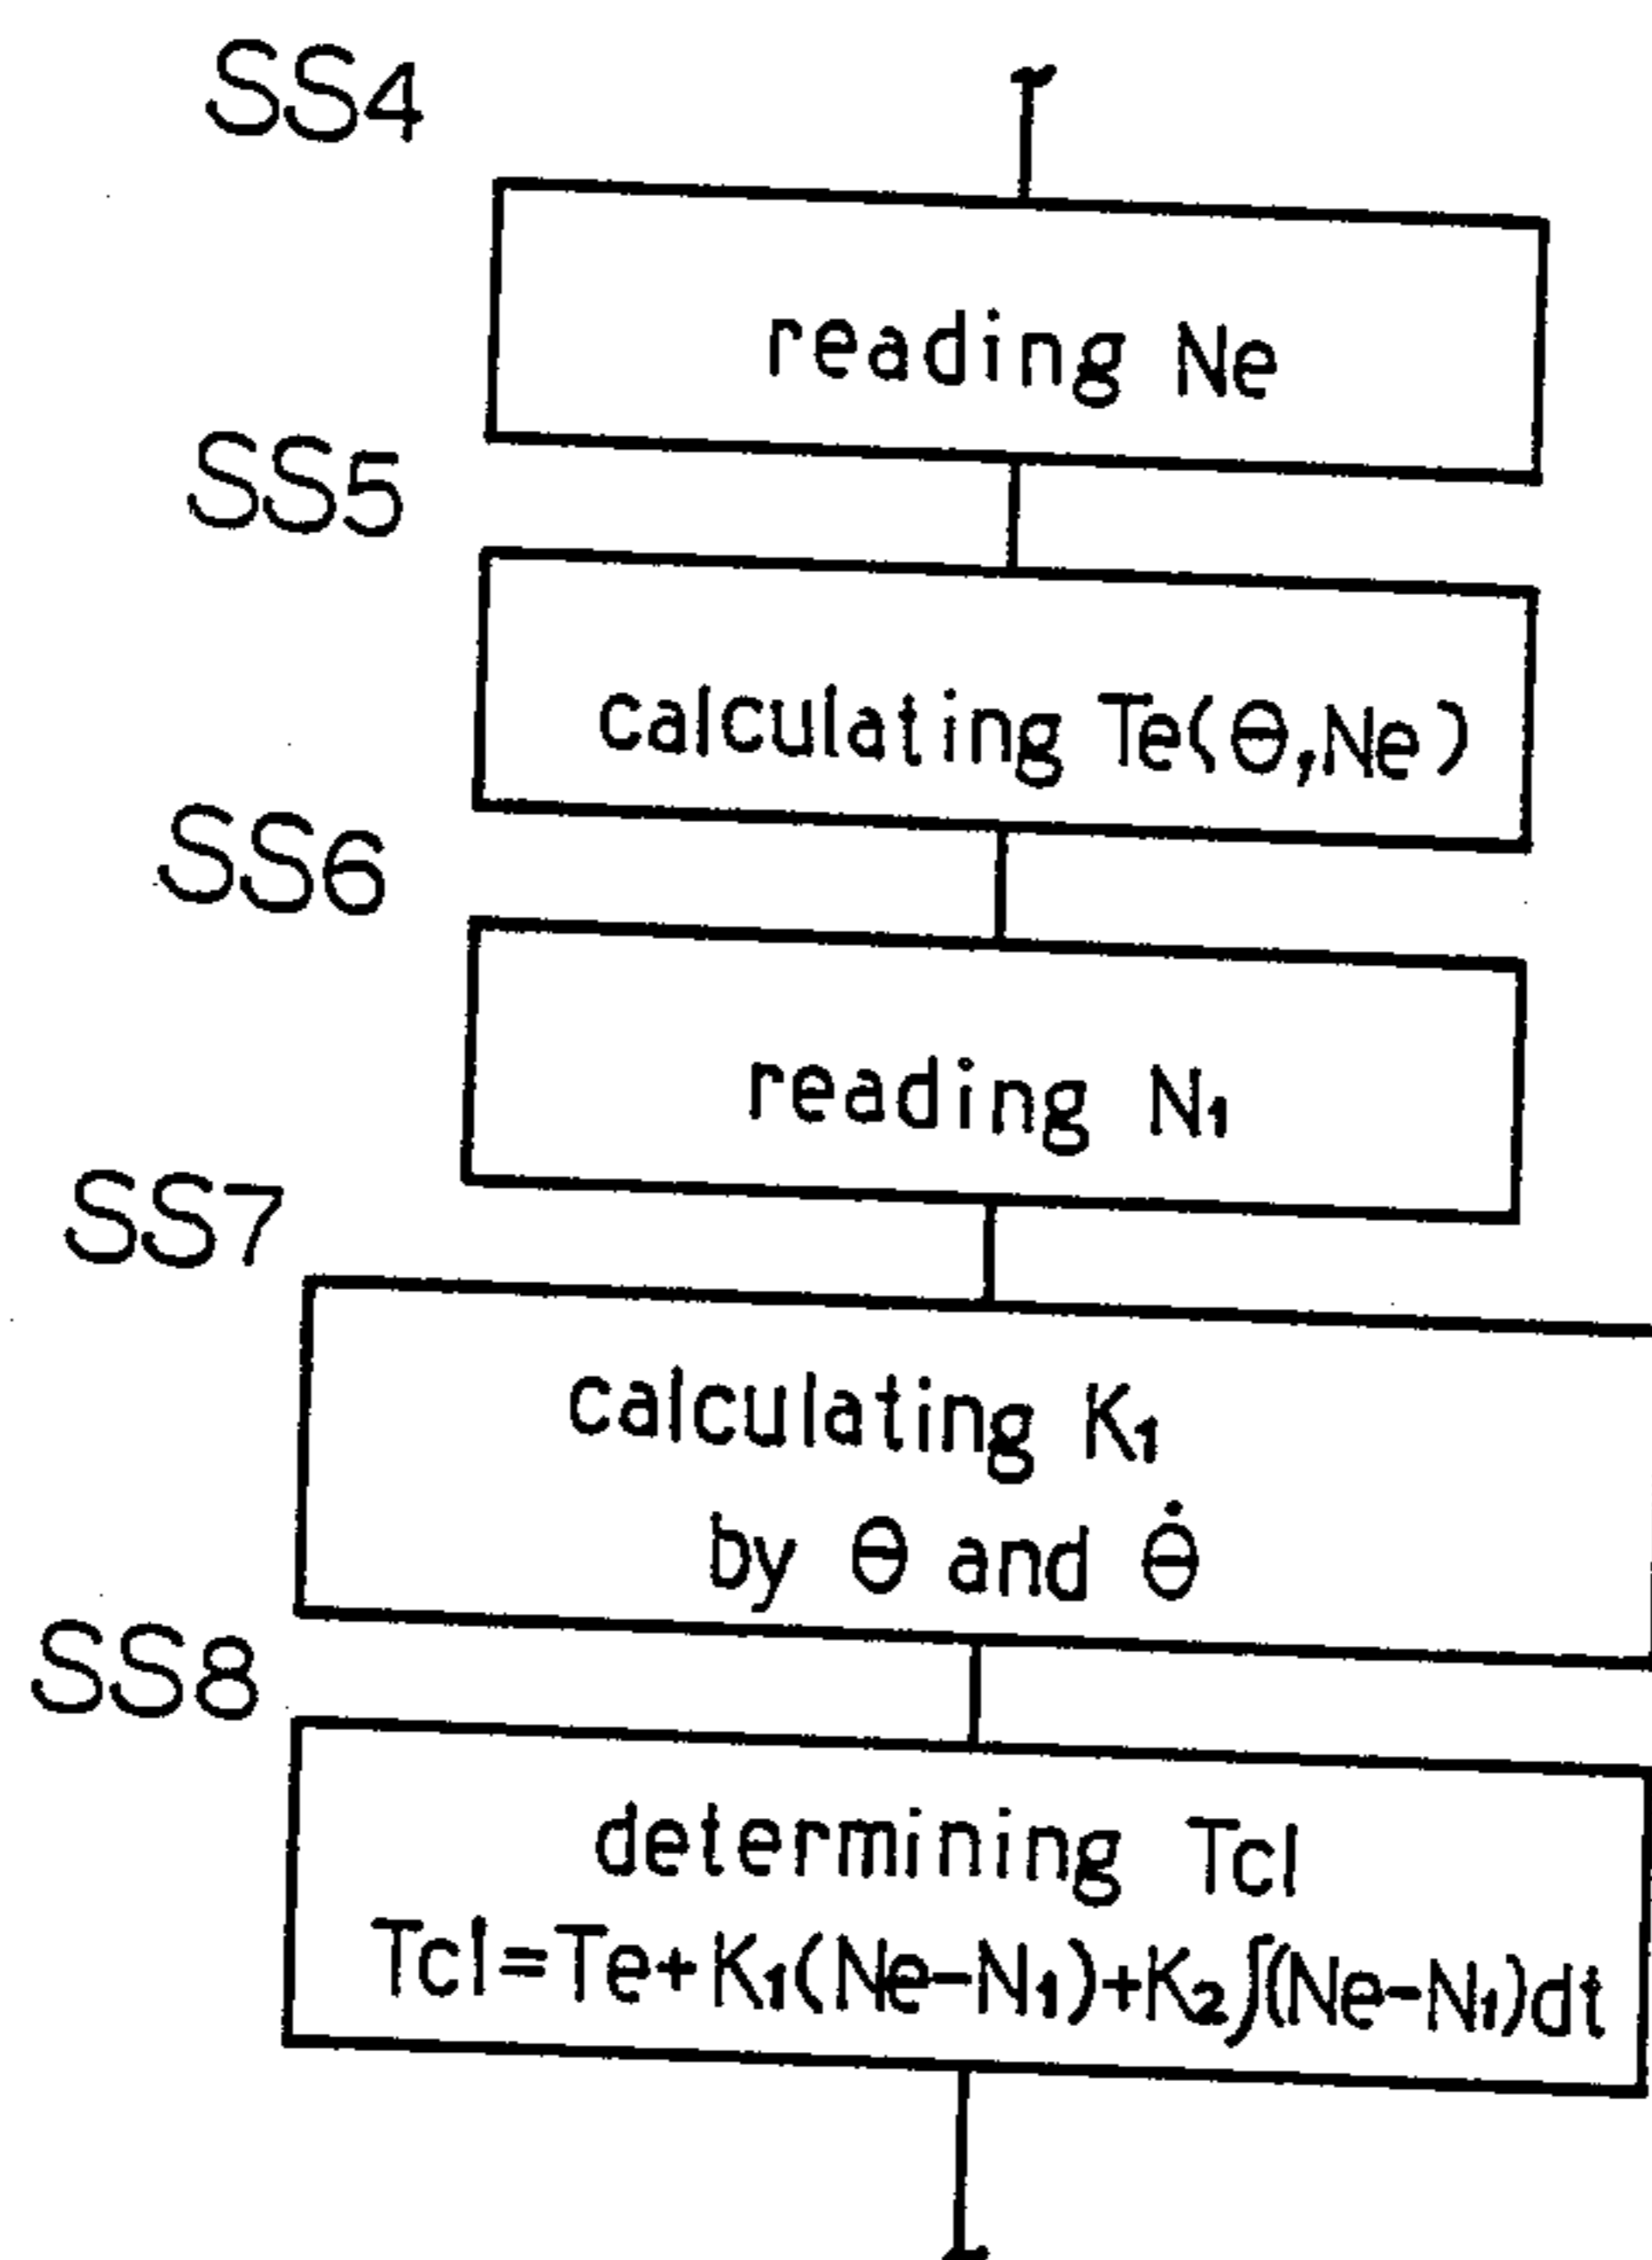 SS4
reading Ne
SS5
calculating Te(θ,Ne)
SS6
reading N₁
SS7
calculating K₁
by θ and θ̇
SS8
determining Tcl
Tcl=Te+K₁(Ne-N₁)+K₂∫(Ne-N₁)dt